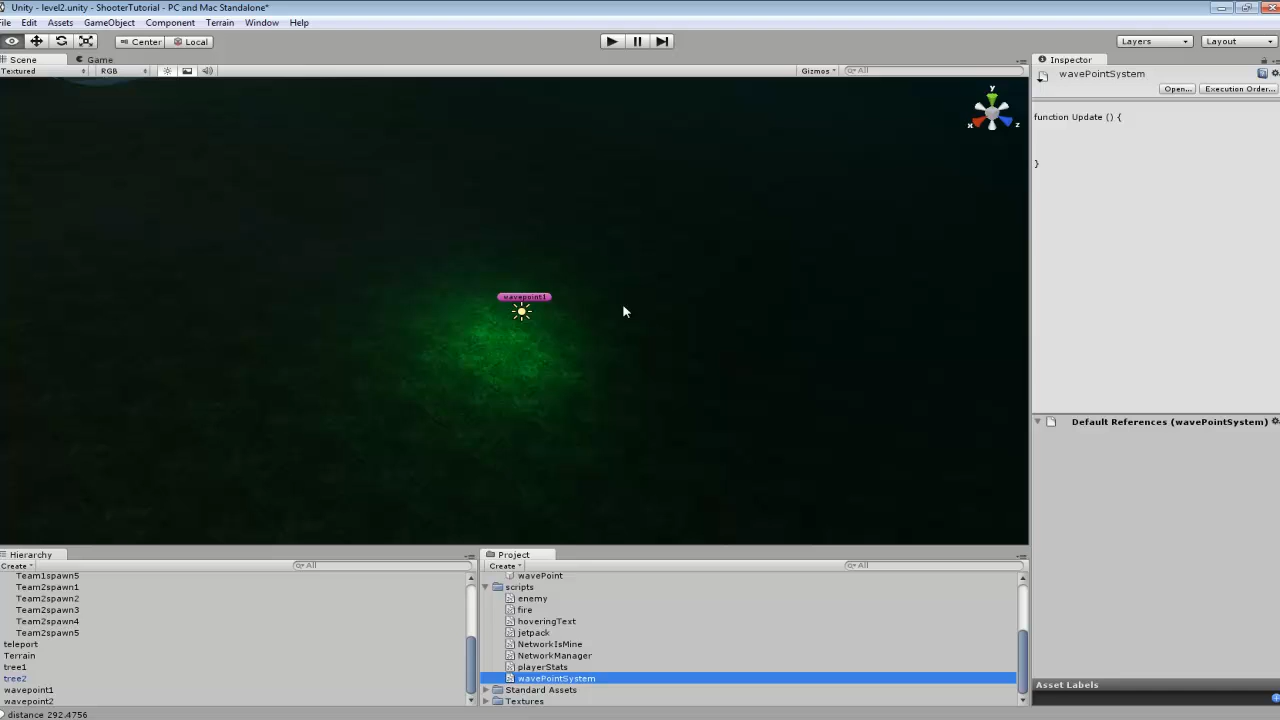 Unity - level2.unity - ShooterTutorial - PC and Mac Standalone*
File Edit Assets GameObject Component Terrain Window Help
Center Local Layers Layout
Scene Game Inspector
Textured RGB Gizmos All
wavePointSystem
Open... Execution Order...
function Update () {
}
y
x z
wavepoint1
Default References (wavePointSystem)
Hierarchy
Create All
Team1spawn5
Team2spawn1
Team2spawn2
Team2spawn3
Team2spawn4
Team2spawn5
teleport
Terrain
tree1
tree2
wavepoint1
wavepoint2
Project
Create All
wavePoint
scripts
enemy
fire
hoveringText
jetpack
NetworkIsMine
NetworkManager
playerStats
wavePointSystem
Standard Assets
Textures
Asset Labels
distance 292.4756